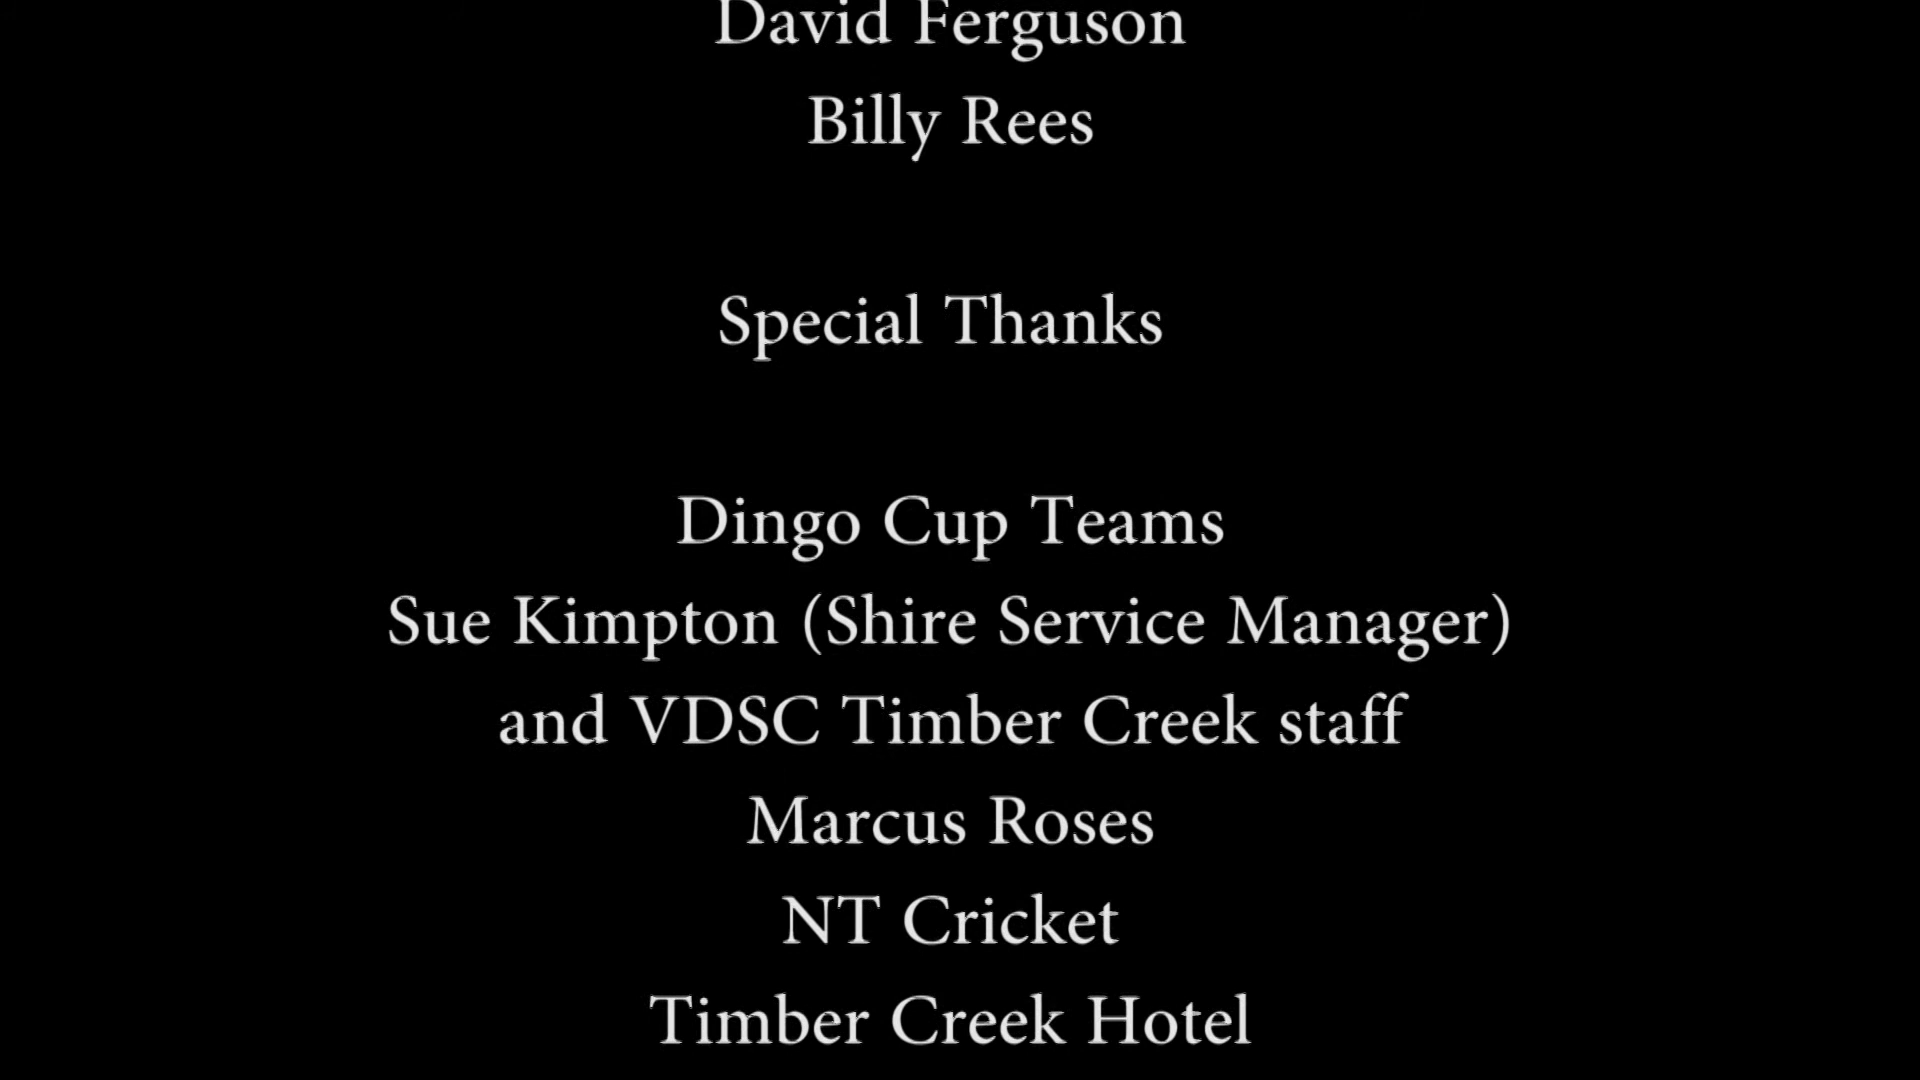 David Ferguson
Billy Rees
Special Thanks
Dingo Cup Teams
Sue Kimpton (Shire Service Manager)
and VDSC Timber Creek staff
Marcus Roses
NT Cricket
Timber Creek Hotel